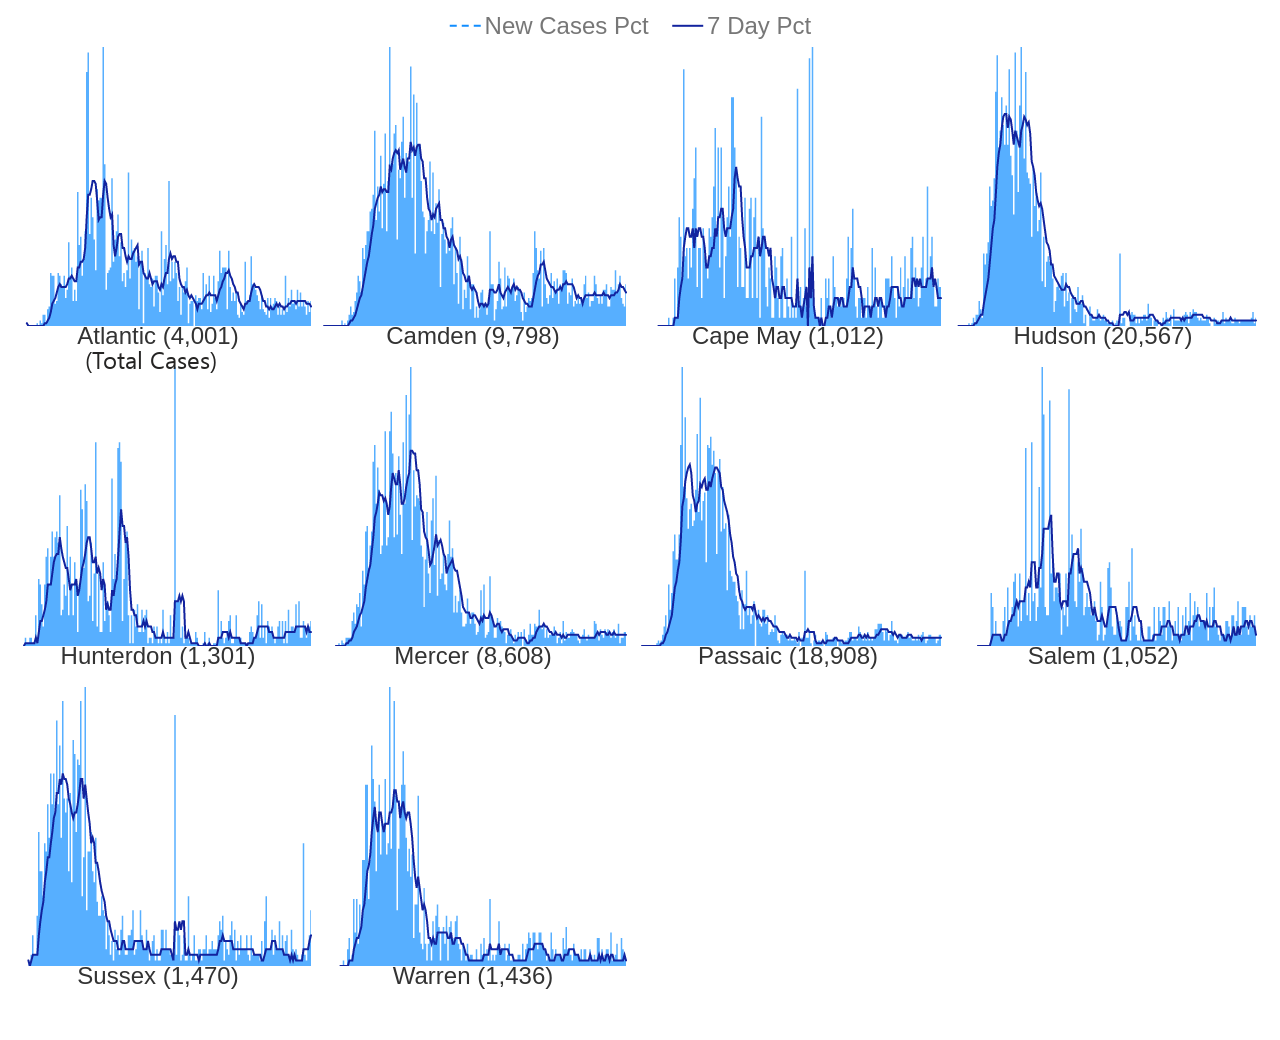 New Cases Pct 7 Day Pct
Atlantic (4,001) Camden (9,798) Cape May (1,012) Hudson (20,567)
(Total Cases)
Hunterdon (1,301) Mercer (8,608) Passaic (18,908) Salem (1,052)
Sussex (1,470) Warren (1,436)